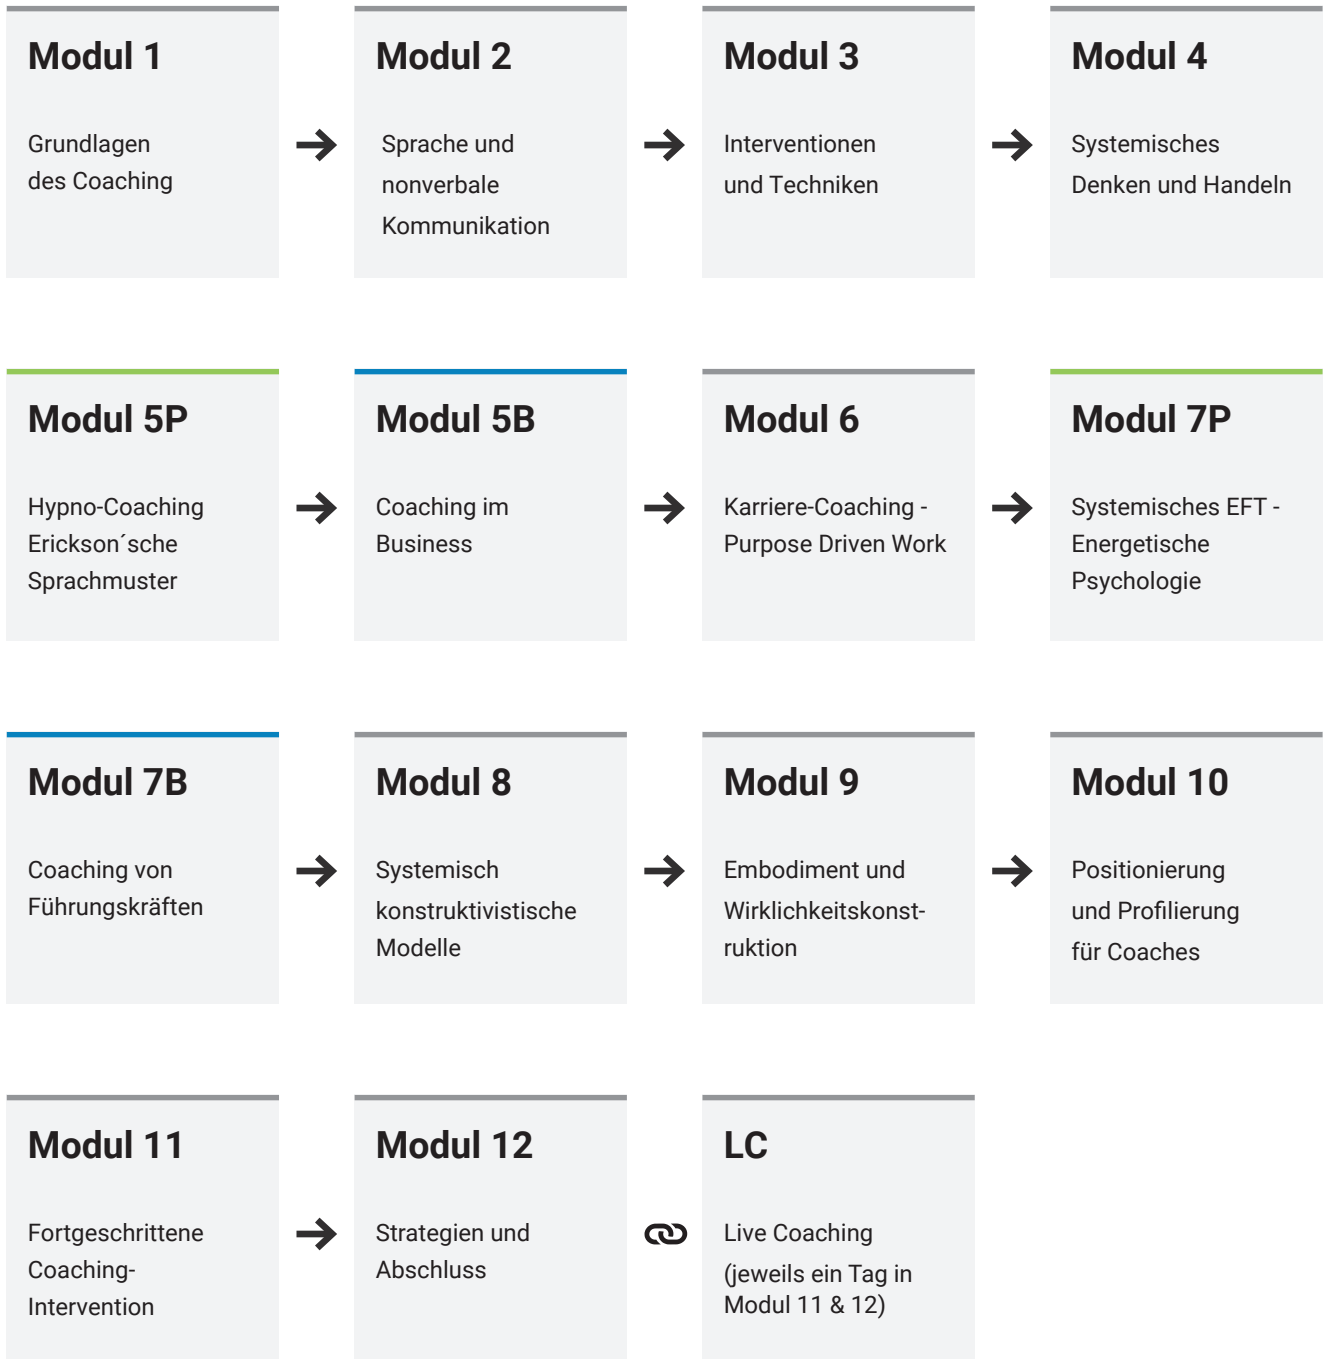 Modul 1
Grundlagen
des Coaching
Modul 2
Sprache und
nonverbale
Kommunikation
Modul 3
Interventionen
und Techniken
Modul 4
Systemisches
Denken und Handeln
Modul 5P
Hypno-Coaching
Erickson´sche
Sprachmuster
Modul 5B
Coaching im
Business
Modul 6
Karriere-Coaching -
Purpose Driven Work
Modul 7P
Systemisches EFT -
Energetische
Psychologie
Modul 7B
Coaching von
Führungskräften
Modul 8
Systemisch
konstruktivistische
Modelle
Modul 9
Embodiment und
Wirklichkeitskonst-
ruktion
Modul 10
Positionierung
und Profilierung
für Coaches
Modul 11
Fortgeschrittene
Coaching-
Intervention
Modul 12
Strategien und
Abschluss
LC
Live Coaching
(jeweils ein Tag in
Modul 11 & 12)